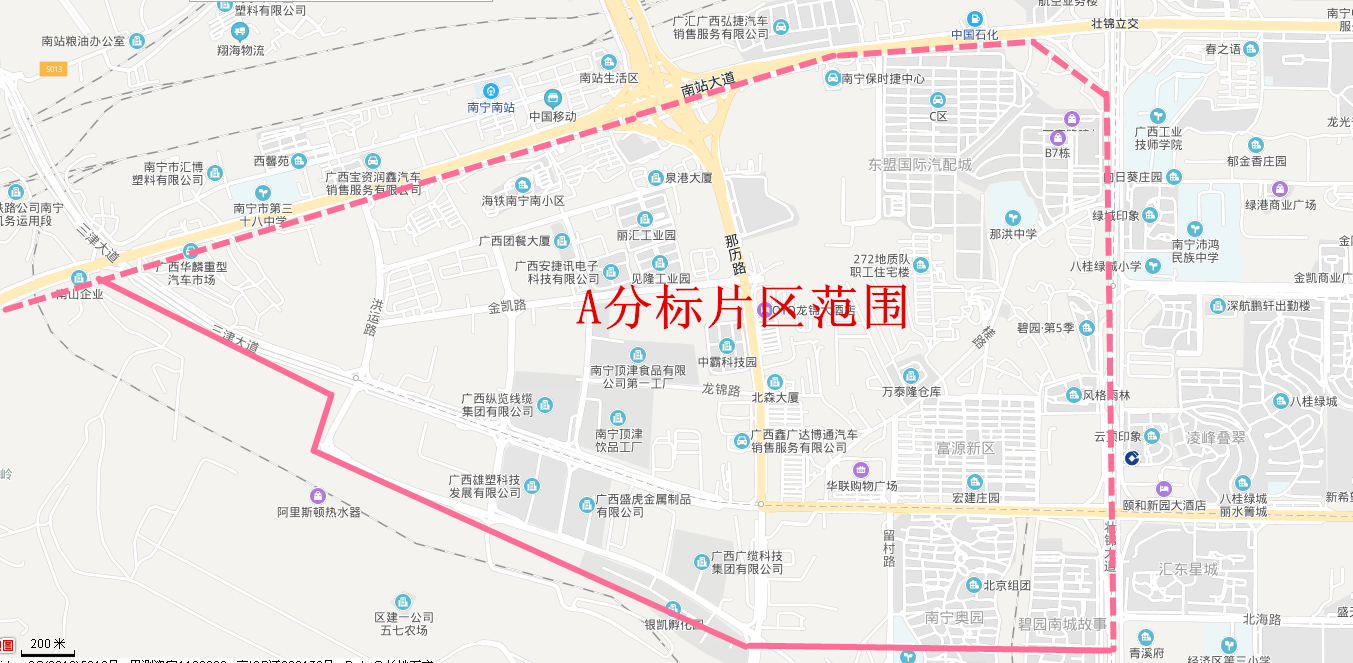 塑料有限公司
南站粮油办公室
翔海物流
S013
广汇广西弘捷汽车
销售服务有限公司
中国石化
壮锦立交
春之语
南站生活区
南站大道
南宁保时捷中心
南宁南站
中国移动
C区
广西工业
技师学院
B7栋
西馨苑
南宁市汇博
塑料有限公司
广西宝资润鑫汽车
销售服务有限公司
东盟国际汽配城
郁金香庄园
泉港大厦
南宁市第三
十八中学
海铁南宁南小区
绿港商业广场
绿城印象
三津大道
丽汇工业园
那洪中学
广西团餐大厦
那历路
南宁沛鸿
民族中学
广西华麟重型
汽车市场
广西安捷讯电子
科技有限公司
见隆工业园
272地质队
职工住宅楼
八桂绿城小学
金凯路
A分标片区范围
深航鹏轩出勤楼
洪运路
三津大道
碧园·第5季
中霸科技园
南宁顶津食品有限
公司第一工厂
龙锦路
北森大厦
万泰隆仓库
风格雨林
八桂绿城
广西纵览线缆
集团有限公司
南宁顶津
饮品工厂
广西鑫广达博通汽车
销售服务有限公司
富源新区
云顶印象
凌峰叠翠
广西雄塑科技
发展有限公司
华联购物广场
宏建庄园
颐和新园大酒店
八桂绿城
丽水菁城
阿里斯顿热水器
广西盛虎金属制品
有限公司
留村路
壮锦大道
广西广缆科技
集团有限公司
汇东星城
北京组团
区建一公司
五七农场
银凯孵化园
南宁奥园
碧园南城故事
北海路
青溪府
200 米
经济区第二小学